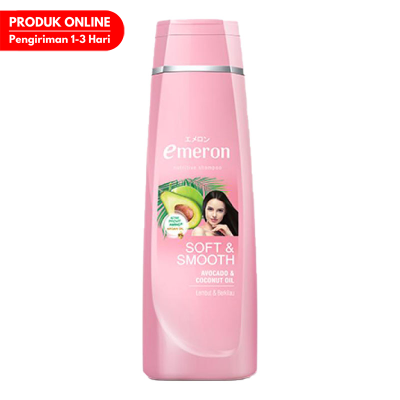 PRODUK ONLINE
Pengiriman 1-3 Hari
エメロン
emeron
SOFT &
SMOOTH
AVOCADO &
COCONUT OIL